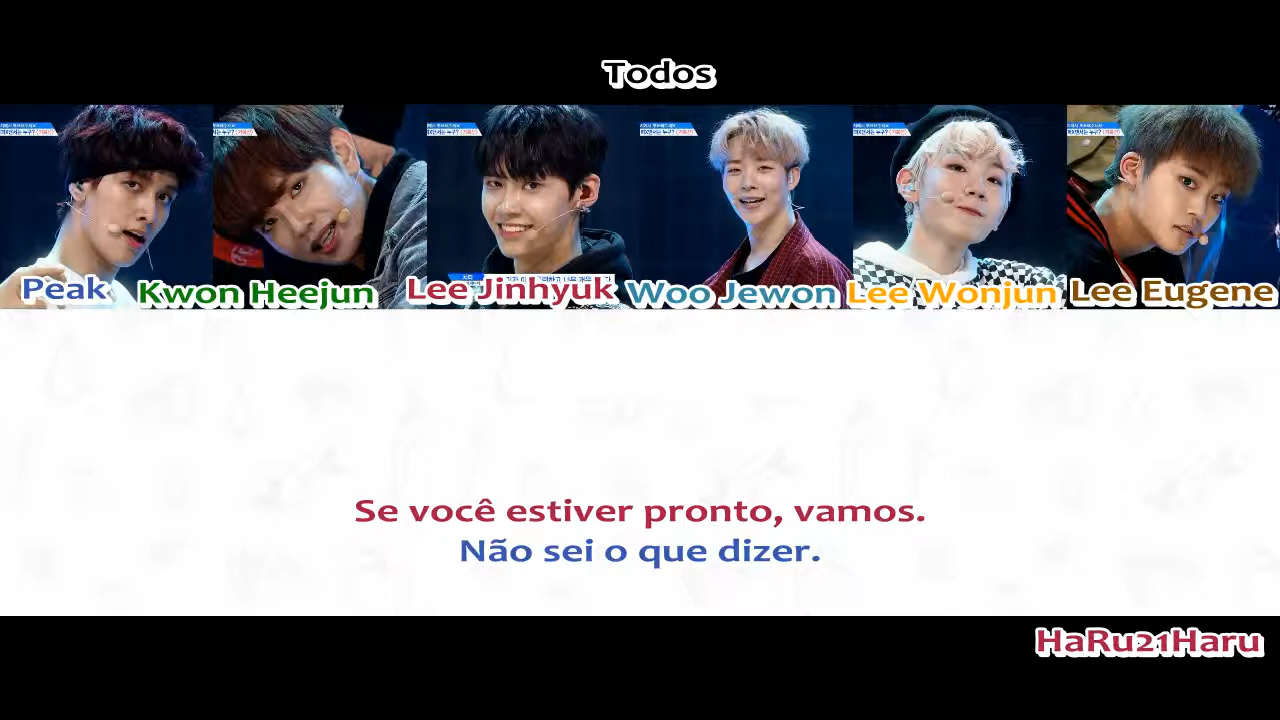 Todos
Peak
Kwon Heejun
Lee Jinhyuk
Woo Jewon
Lee Wonjun
Lee Eugene
Se você estiver pronto, vamos.
Não sei o que dizer.
HaRu21Haru